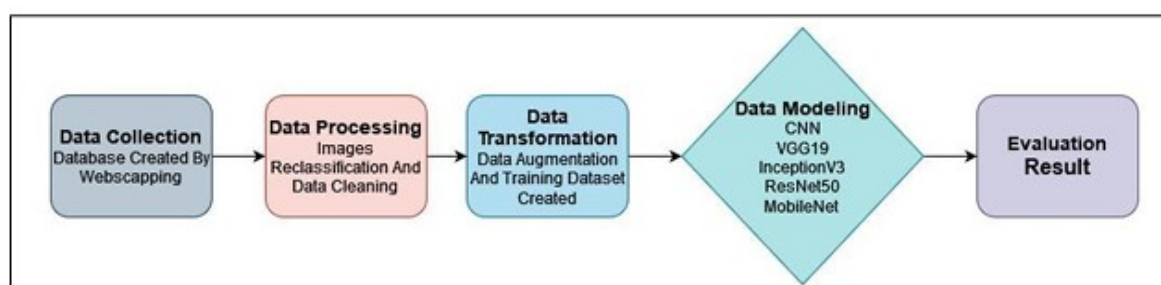 Data Collection
Database Created By
Webscapping
Data Processing
Images
Reclassification And
Data Cleaning
Data
Transformation
Data Augmentation
And Training Dataset
Created
Data Modeling
CNN
VGG19
InceptionV3
ResNet50
MobileNet
Evaluation
Result